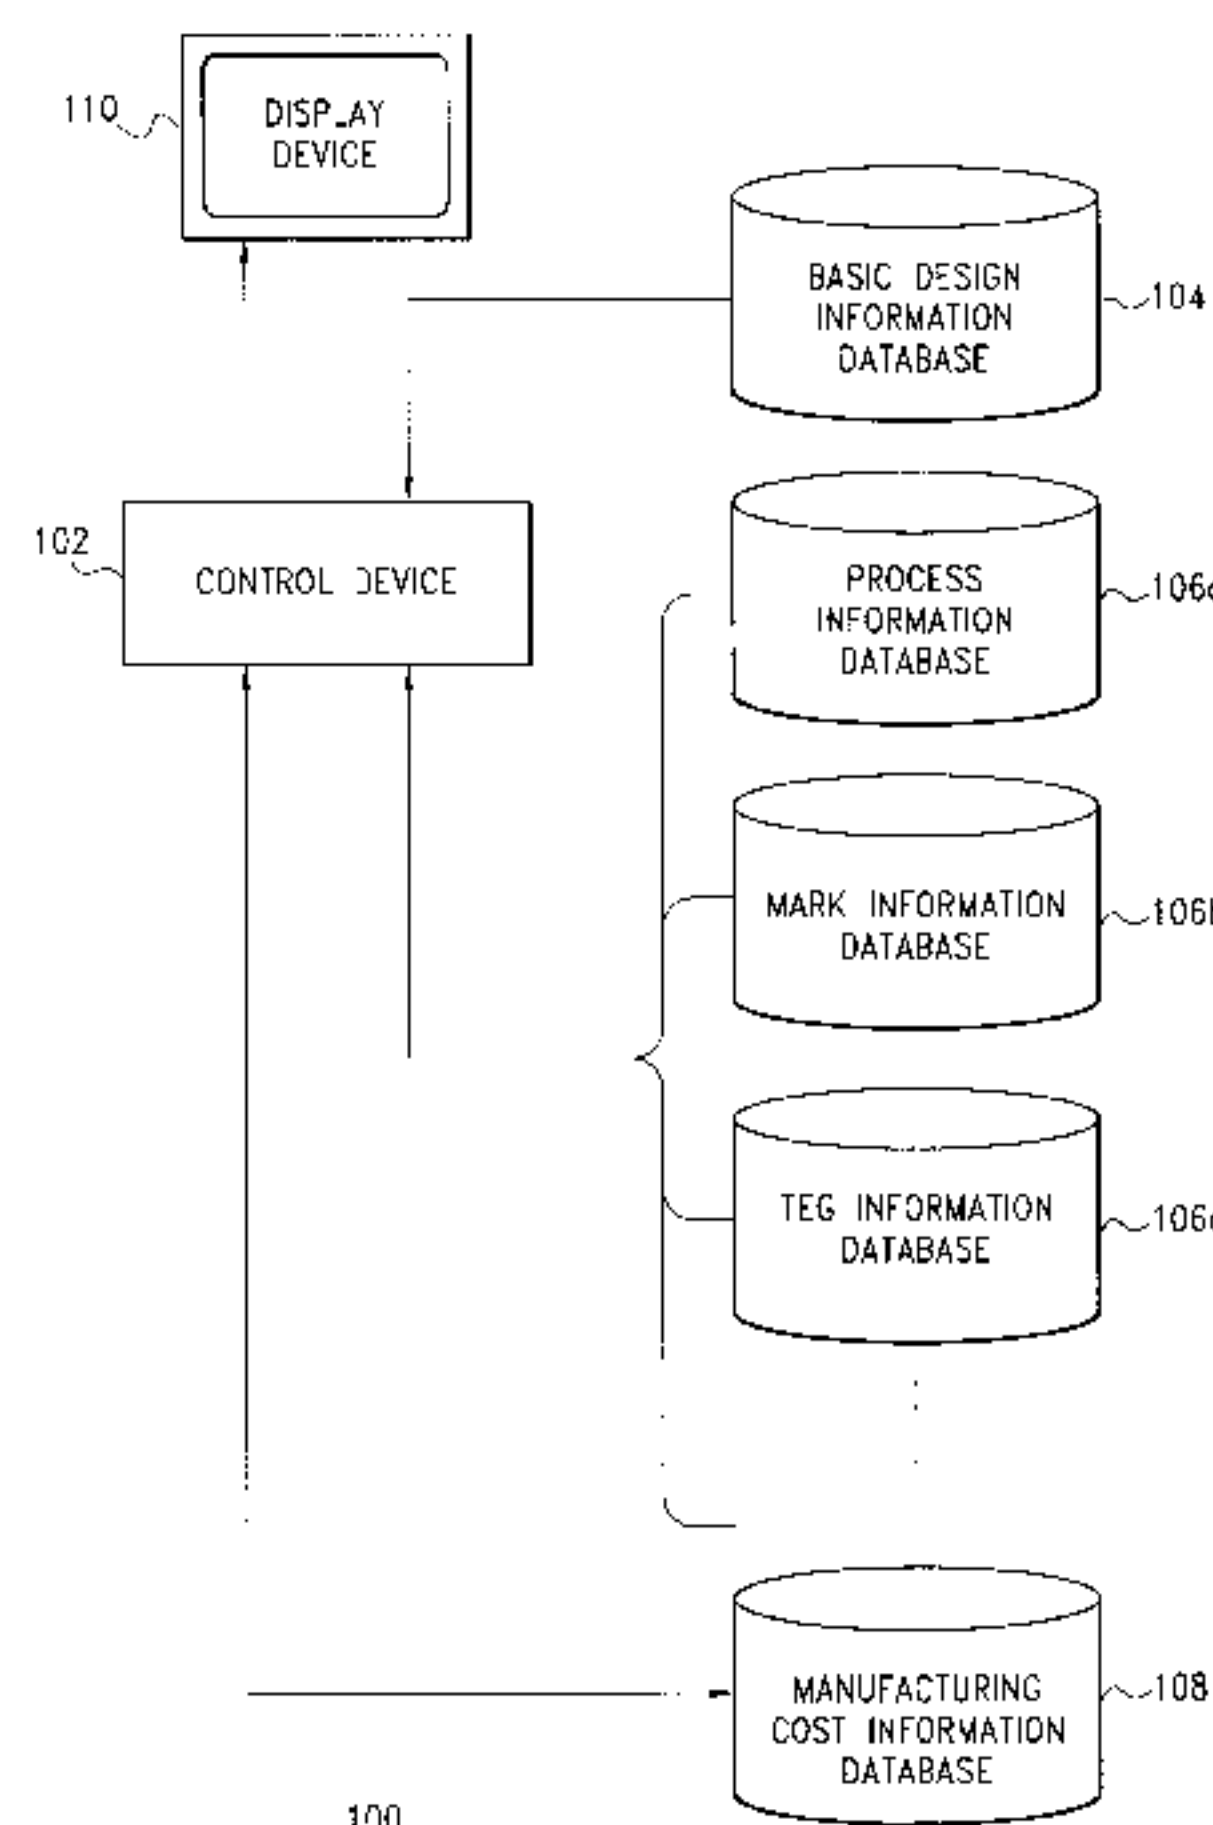 110
DISPLAY
DEVICE
BASIC DESIGN
INFORMATION
DATABASE
104
102
CONTROL DEVICE
PROCESS
INFORMATION
DATABASE
MARK INFORMATION
DATABASE
TEG INFORMATION
DATABASE
MANUFACTURING
COST INFORMATION
DATABASE
108
100